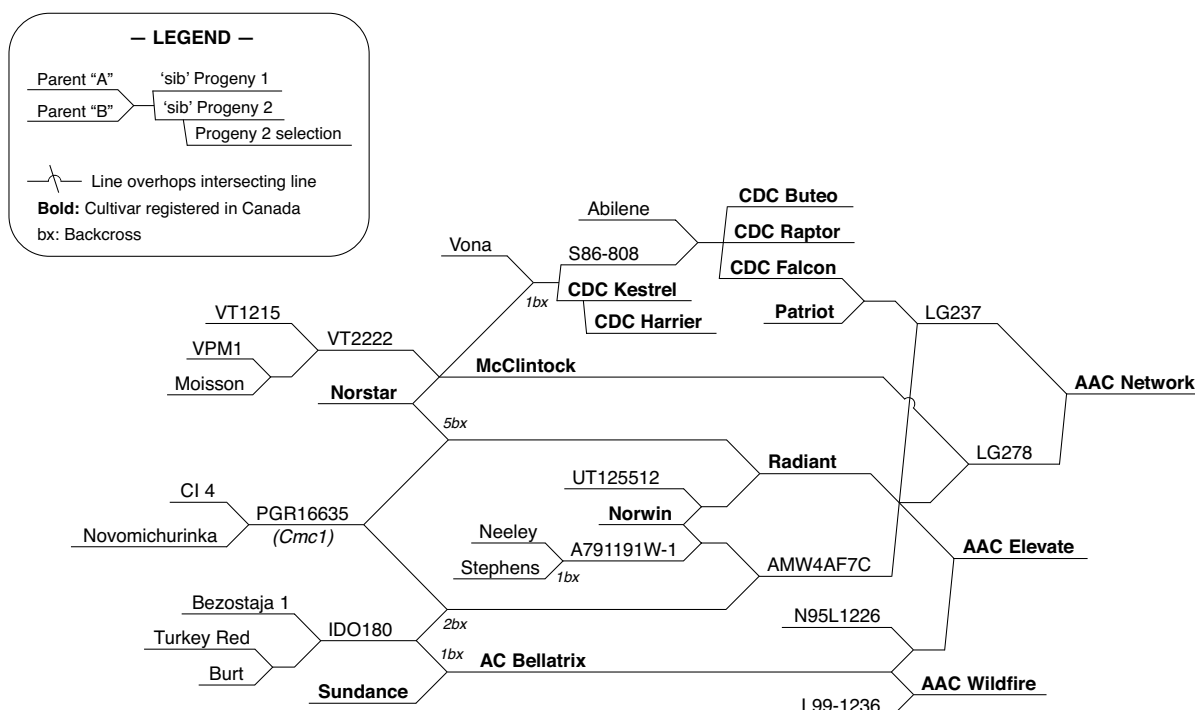 — LEGEND —
Parent “A”
‘sib’ Progeny 1
Parent “B”
‘sib’ Progeny 2
Progeny 2 selection
Line overhops intersecting line
Bold: Cultivar registered in Canada
bx: Backcross
Abilene
CDC Buteo
CDC Raptor
CDC Falcon
Vona
S86-808
1bx
CDC Kestrel
CDC Harrier
Patriot
LG237
VT1215
VPM1
Moisson
VT2222
McClintock
Norstar
AAC Network
5bx
LG278
Radiant
UT125512
Norwin
CI 4
PGR16635
(Cmc1)
Novomichurinka
Neeley
Stephens
1bx
A791191W-1
AMW4AF7C
AAC Elevate
Bezostaja 1
Turkey Red
Burt
IDO180
2bx
1bx
AC Bellatrix
Sundance
N95L1226
AAC Wildfire
L99-1236